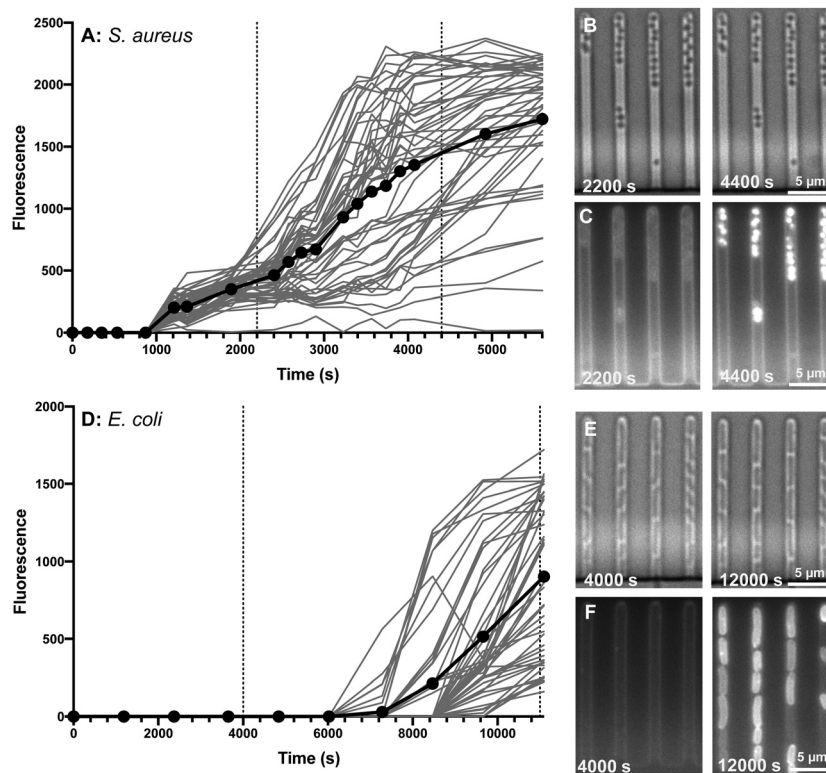 A: S. aureus
2500
2000
1500
1000
500
0
Fluorescence
0 1000 2000 3000 4000 5000
Time (s)
B
2200 s
4400 s
5 µm
C
2200 s
4400 s
5 µm
D: E. coli
2000
1500
1000
500
0
Fluorescence
0 2000 4000 6000 8000 10000
Time (s)
E
4000 s
12000 s
5 µm
F
4000 s
12000 s
5 µm